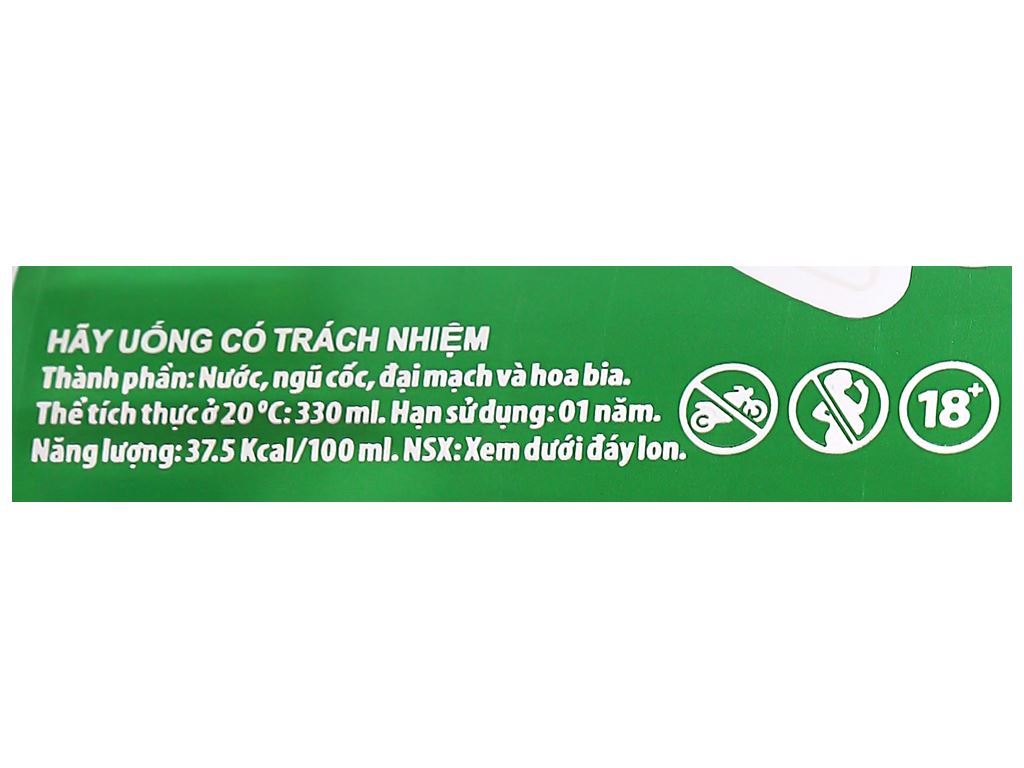 HÃY UỐNG CÓ TRÁCH NHIỆM
Thành phần: Nước, ngũ cốc, đại mạch và hoa bia.
Thể tích thực ở 20 ºC: 330 ml. Hạn sử dụng: 01 năm.
Năng lượng: 37.5 Kcal/100 ml. NSX: Xem dưới đáy lon.
18+